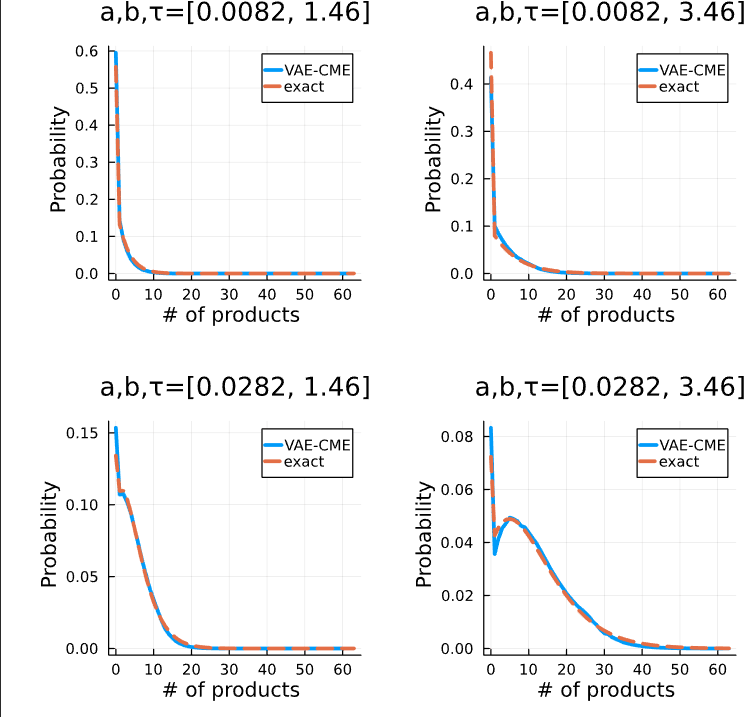 a,b,τ=[0.0082, 1.46]
0.6
0.5
0.4
0.3
0.2
0.1
0.0
Probability
VAE-CME
exact
0 10 20 30 40 50 60
# of products
a,b,τ=[0.0082, 3.46]
0.4
0.3
0.2
0.1
0.0
Probability
VAE-CME
exact
0 10 20 30 40 50 60
# of products
a,b,τ=[0.0282, 1.46]
0.15
0.10
0.05
0.00
Probability
VAE-CME
exact
0 10 20 30 40 50 60
# of products
a,b,τ=[0.0282, 3.46]
0.08
0.06
0.04
0.02
0.00
Probability
VAE-CME
exact
0 10 20 30 40 50 60
# of products